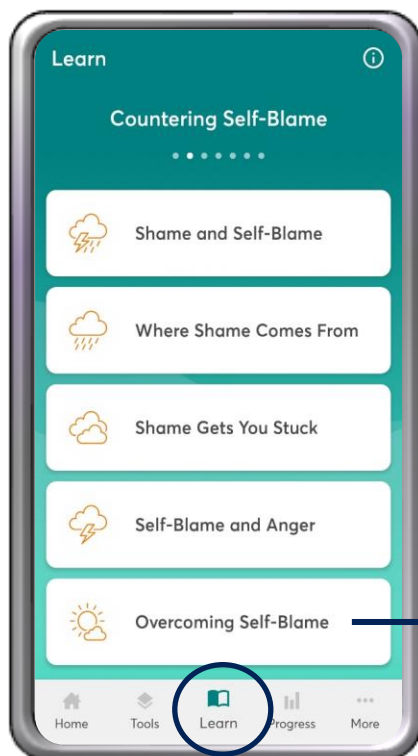 Learn
Countering Self-Blame
Shame and Self-Blame
Where Shame Comes From
Shame Gets You Stuck
Self-Blame and Anger
Overcoming Self-Blame
Home Tools Learn Progress More